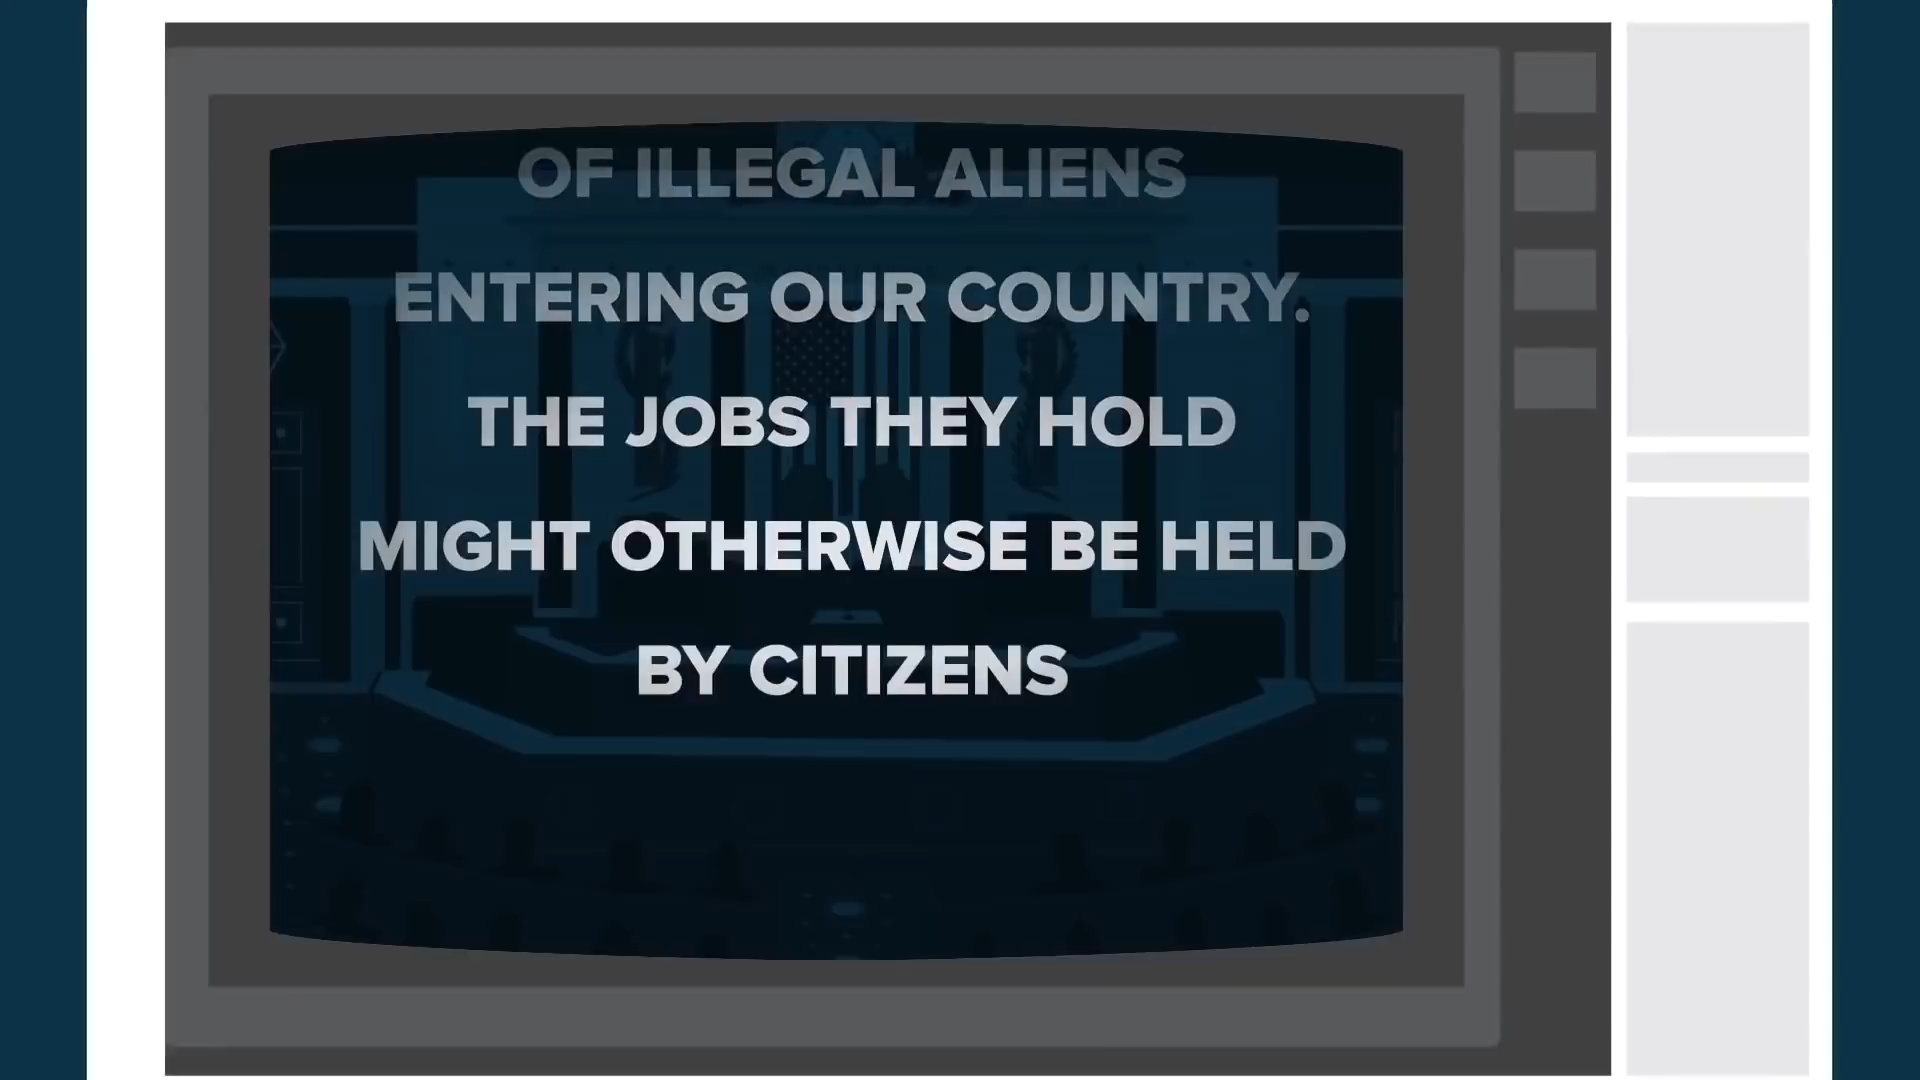 OF ILLEGAL ALIENS
ENTERING OUR COUNTRY.
THE JOBS THEY HOLD
MIGHT OTHERWISE BE HELD
BY CITIZENS